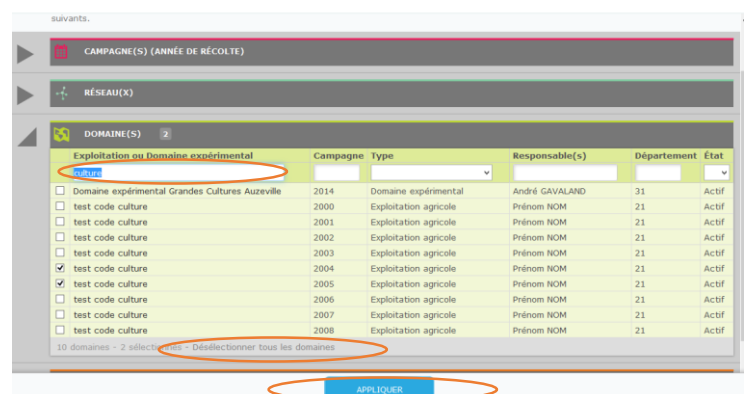 suivants.
CAMPAGNE(S) (ANNÉE DE RÉCOLTE)
RÉSEAU(X)
DOMAINE(S) 2
Exploitation ou Domaine expérimental Campagne Type Responsable(s) Département État
culture
Domaine expérimental Grandes Cultures Auzeville 2014 Domaine expérimental André GAVALAND 31 Actif
test code culture 2000 Exploitation agricole Prénom NOM 21 Actif
test code culture 2001 Exploitation agricole Prénom NOM 21 Actif
test code culture 2002 Exploitation agricole Prénom NOM 21 Actif
test code culture 2003 Exploitation agricole Prénom NOM 21 Actif
test code culture 2004 Exploitation agricole Prénom NOM 21 Actif
test code culture 2005 Exploitation agricole Prénom NOM 21 Actif
test code culture 2006 Exploitation agricole Prénom NOM 21 Actif
test code culture 2007 Exploitation agricole Prénom NOM 21 Actif
test code culture 2008 Exploitation agricole Prénom NOM 21 Actif
10 domaines - 2 sélectionnés - Désélectionner tous les domaines
APPLIQUER